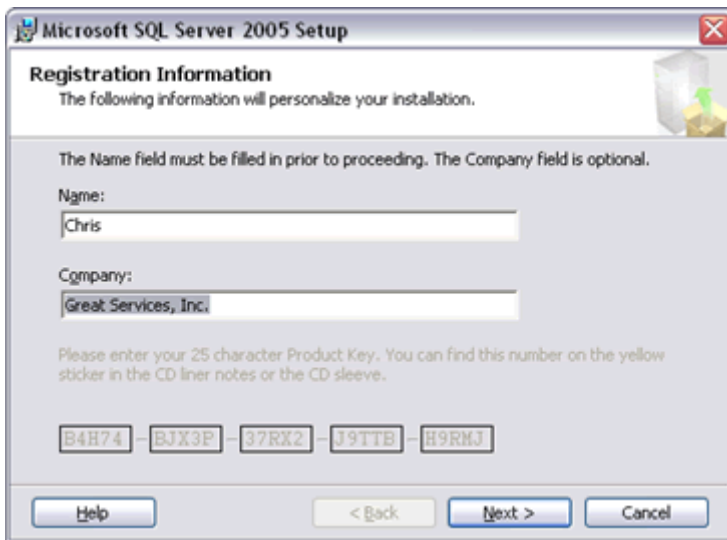 Microsoft SQL Server 2005 Setup
Registration Information
The following information will personalize your installation.
The Name field must be filled in prior to proceeding. The Company field is optional.
Name:
Chris
Company:
Great Services, Inc.
Please enter your 25 character Product Key. You can find this number on the yellow
sticker in the CD liner notes or the CD sleeve.
B4H74-BJX3P-37RX2-J9TTB-H9RMJ
Help < Back Next > Cancel